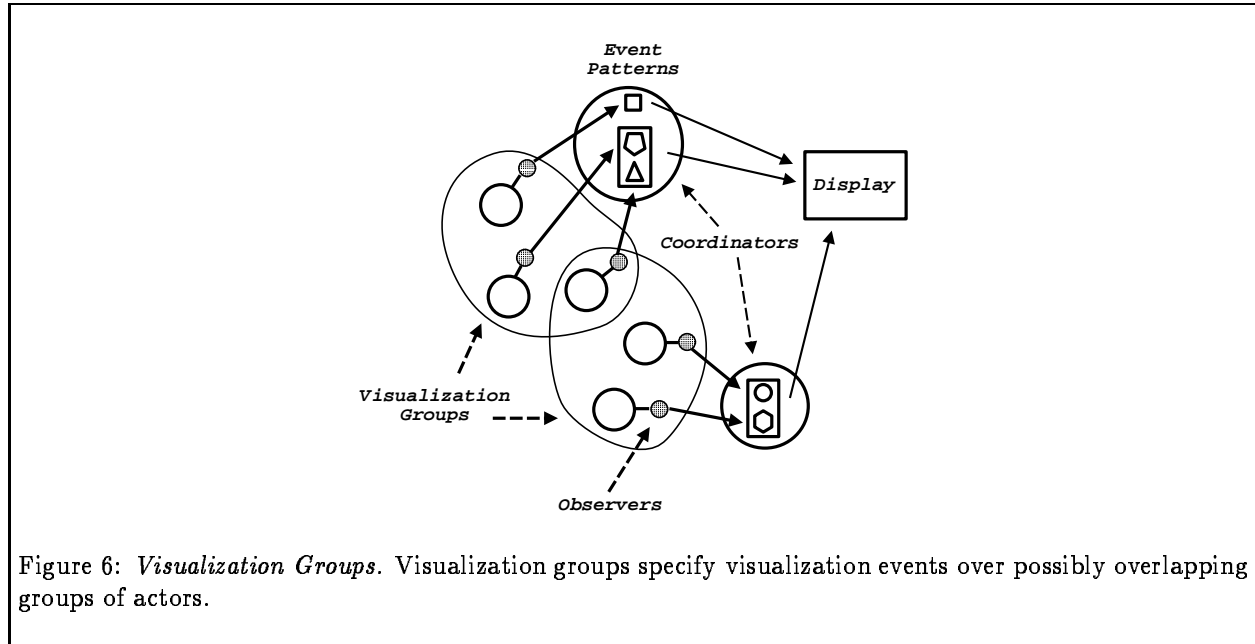 Event
Patterns
Display
Coordinators
Visualization
Groups
Observers
Figure 6: Visualization Groups. Visualization groups specify visualization events over possibly overlapping
groups of actors.